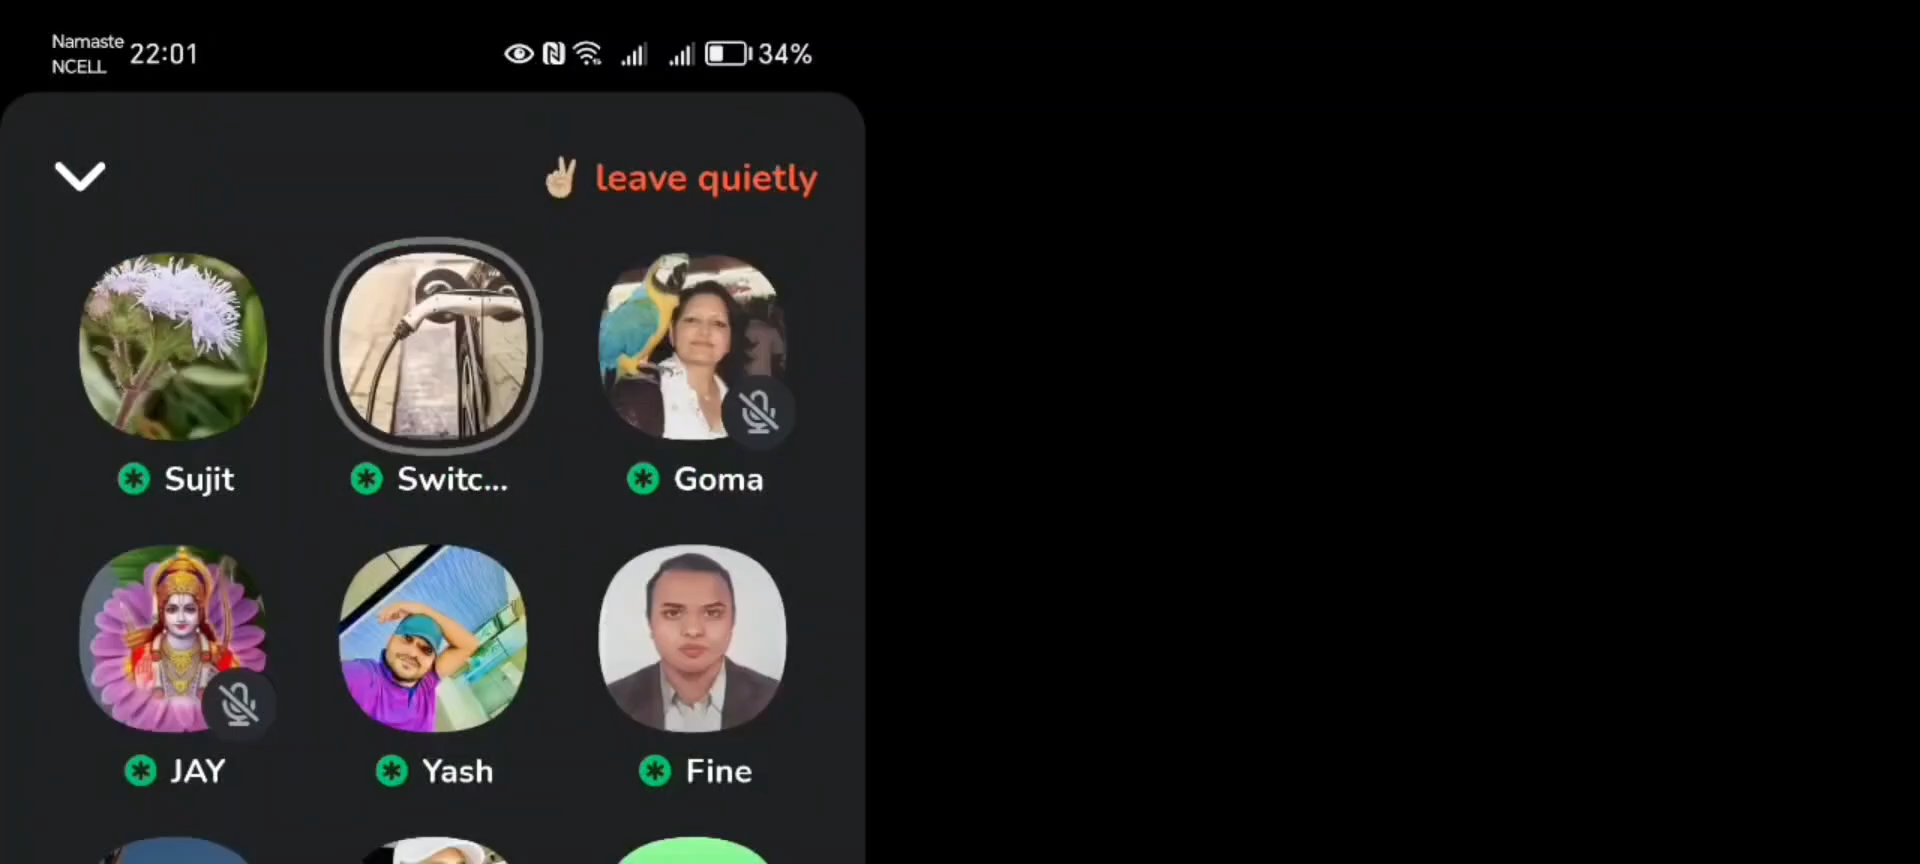 Namaste
NCELL
22:01
34%
leave quietly
Sujit
Switc...
Goma
JAY
Yash
Fine